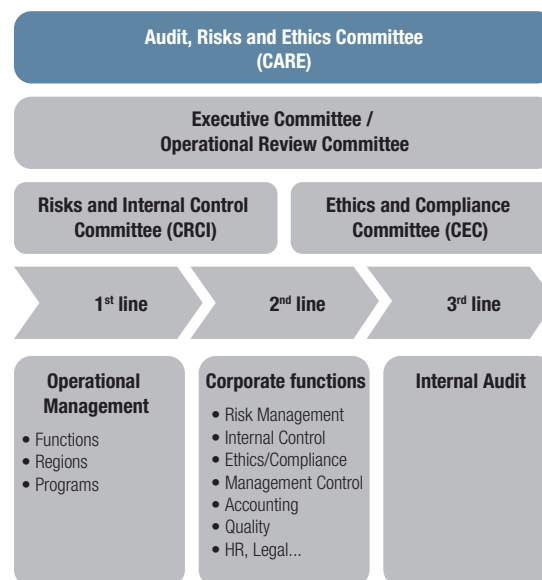 Audit, Risks and Ethics Committee
(CARE)
Executive Committee /
Operational Review Committee
Risks and Internal Control
Committee (CRCI)
Ethics and Compliance
Committee (CEC)
1st line
2nd line
3rd line
Operational
Management
• Functions
• Regions
• Programs
Corporate functions
• Risk Management
• Internal Control
• Ethics/Compliance
• Management Control
• Accounting
• Quality
• HR, Legal...
Internal Audit